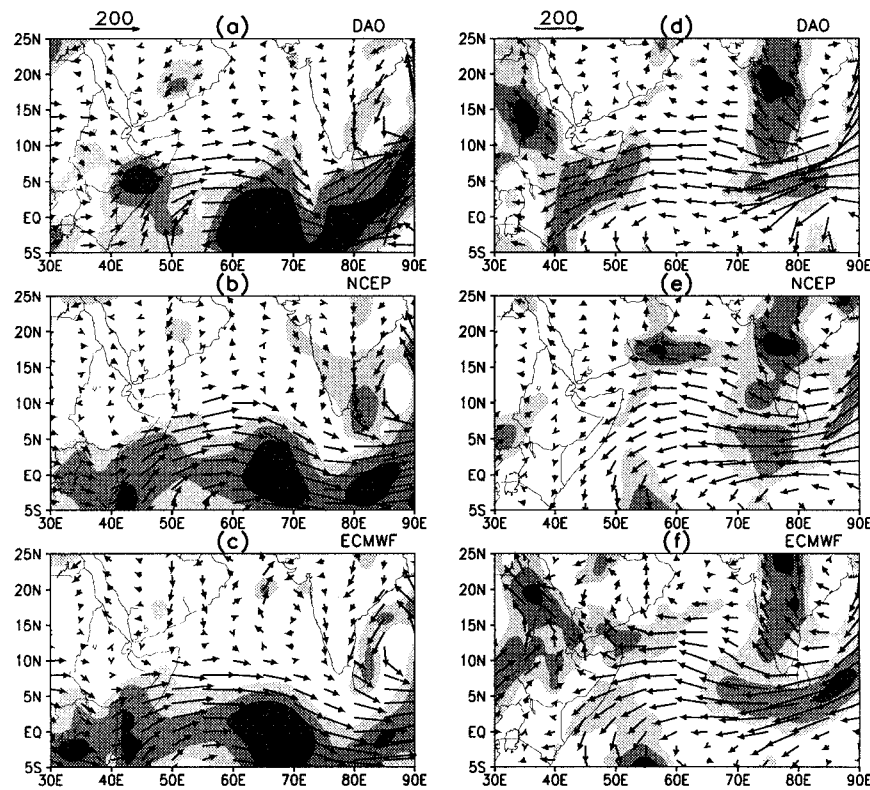 200 (a) DAO
25N
20N
15N
10N
5N
EQ
5S
30E 40E 50E 60E 70E 80E 90E
(b) NCEP
25N
20N
15N
10N
5N
EQ
5S
30E 40E 50E 60E 70E 80E 90E
(c) ECMWF
25N
20N
15N
10N
5N
EQ
5S
30E 40E 50E 60E 70E 80E 90E
200 (d) DAO
25N
20N
15N
10N
5N
EQ
5S
30E 40E 50E 60E 70E 80E 90E
(e) NCEP
25N
20N
15N
10N
5N
EQ
5S
30E 40E 50E 60E 70E 80E 90E
(f) ECMWF
25N
20N
15N
10N
5N
EQ
5S
30E 40E 50E 60E 70E 80E 90E